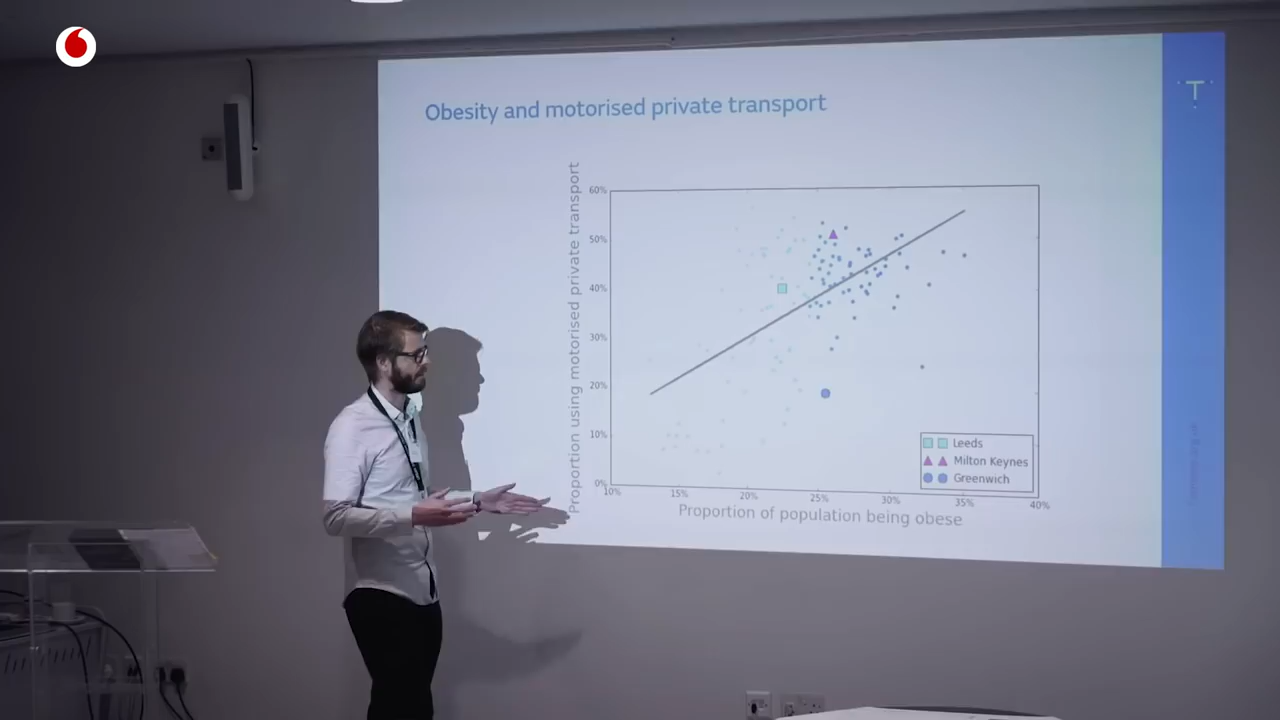 T
Obesity and motorised private transport
Proportion using motorised private transport
60%
50%
40%
30%
20%
10%
0%
10%
15%
20%
25%
30%
35%
40%
Proportion of population being obese
Leeds
Milton Keynes
Greenwich